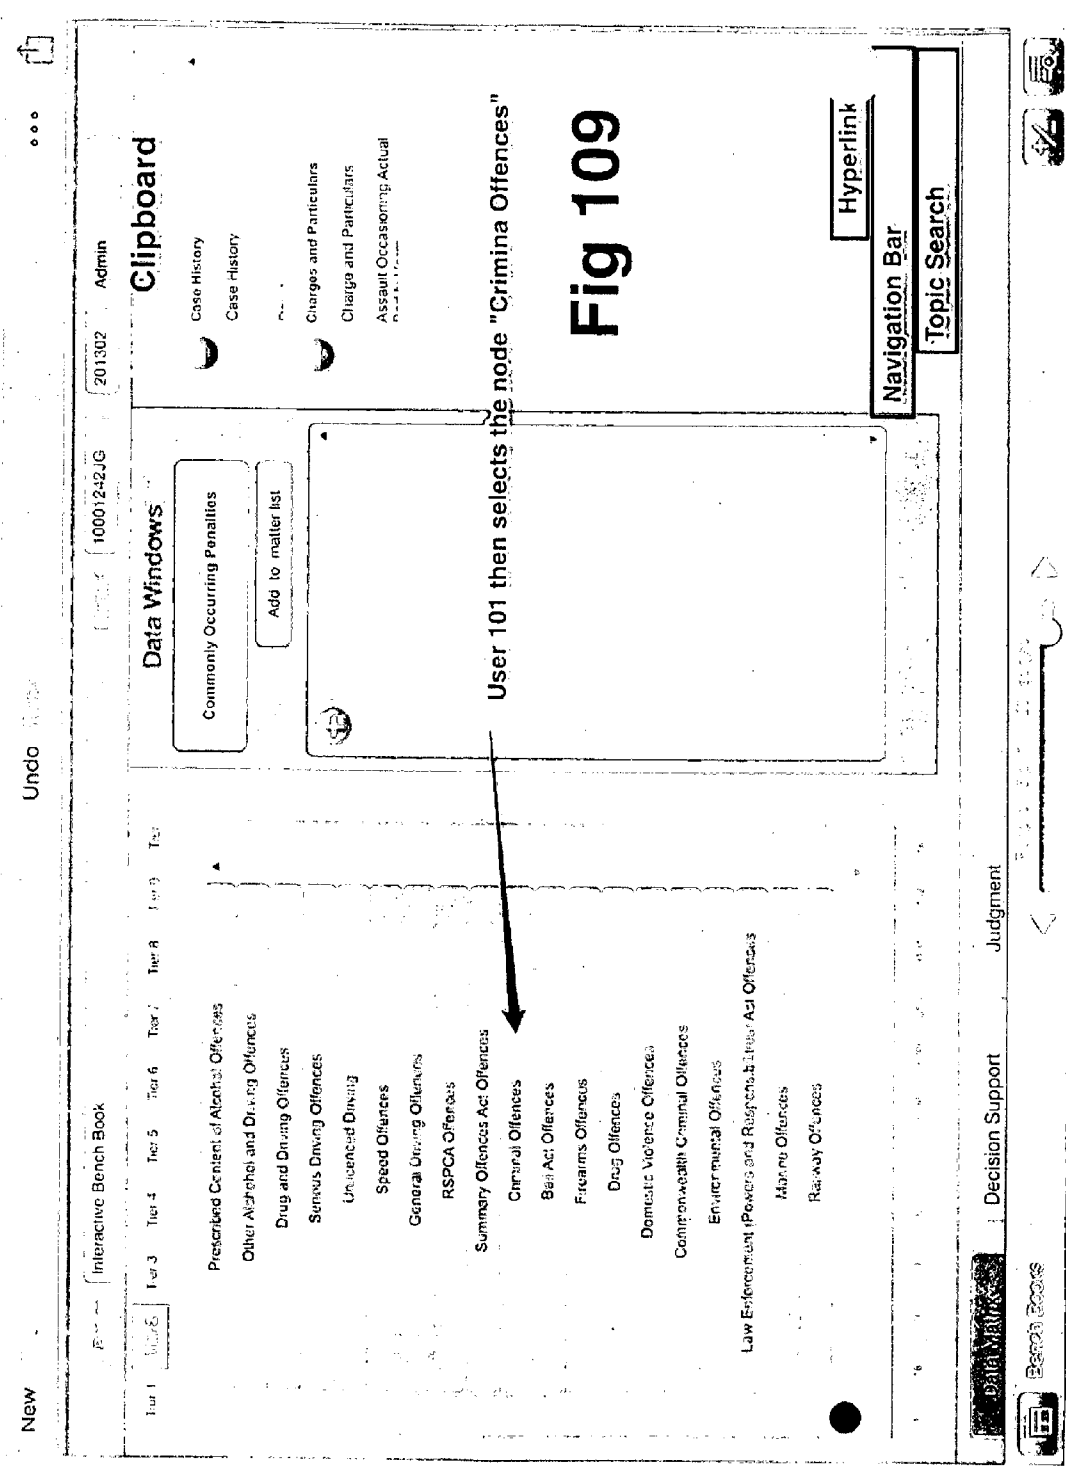 New
Undo
Interactive Bench Book
10001242JG
201302
Admin
Tier 3
Tier 4
Tier 5
Tier 6
Tier 7
Tier 8
Data Windows
Clipboard
Prescribed Content of Alcohol Offences
Other Alchohol and Driving Offences
Drug and Driving Offences
Serious Driving Offences
Unlicenced Driving
Speed Offences
General Driving Offences
RSPCA Offences
Summary Offences Act Offences
Criminal Offences
Bail Act Offences
Firearms Offences
Drug Offences
Domestic Violence Offences
Commonwealth Criminal Offences
Environmental Offences
Law Enforcement (Powers and Responsibilities) Act Offences
Marine Offences
Railway Offences
Commonly Occurring Penalties
Add to matter list
Case History
Case History
Charges and Particulars
Charge and Particulars
Assault Occasioning Actual
User 101 then selects the node "Crimina Offences"
Fig 109
Hyperlink
Navigation Bar
Topic Search
Decision Support
Judgment
Bench Books